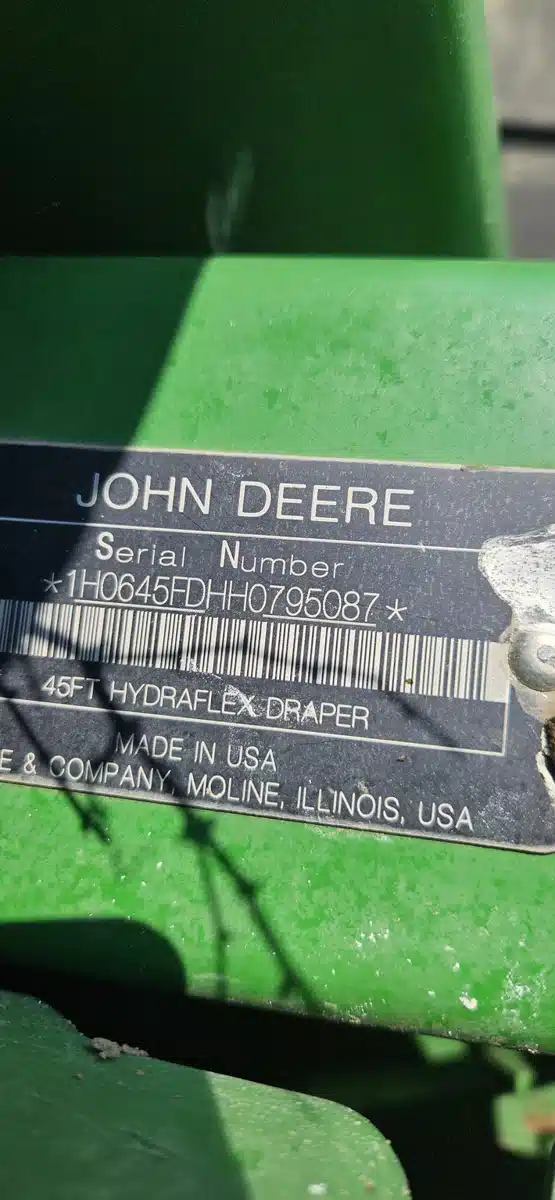 JOHN DEERE
Serial Number
*1H0645FDHH0795087*
45FT HYDRAFLEX DRAPER
MADE IN USA
E & COMPANY, MOLINE, ILLINOIS, USA